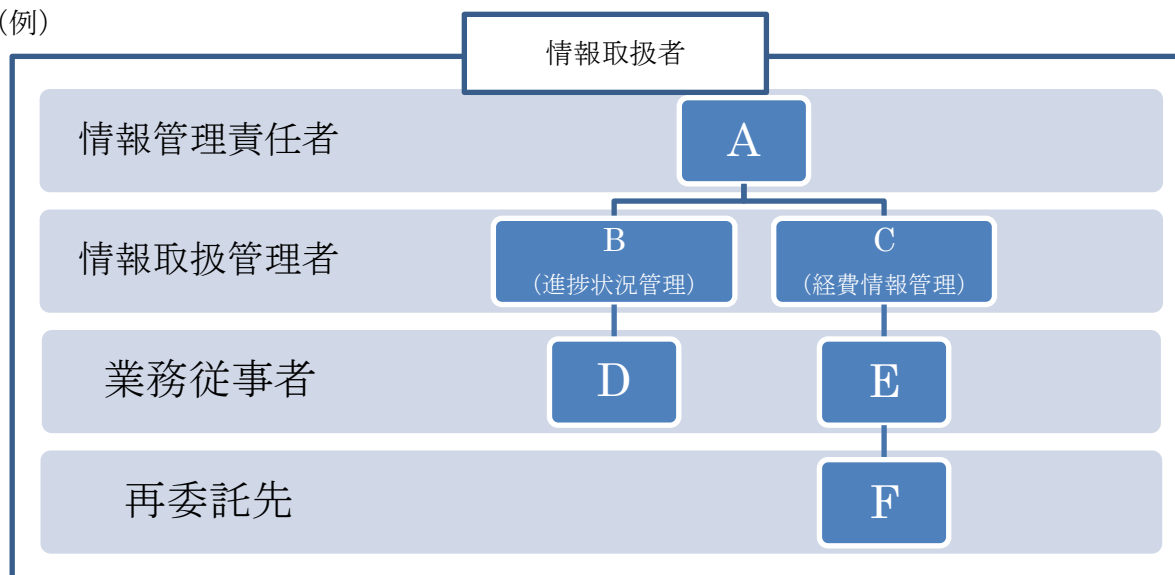 (例)
情報取扱者
情報管理責任者
A
情報取扱管理者
B
（進捗状況管理）
C
（経費情報管理）
業務従事者
D
E
再委託先
F